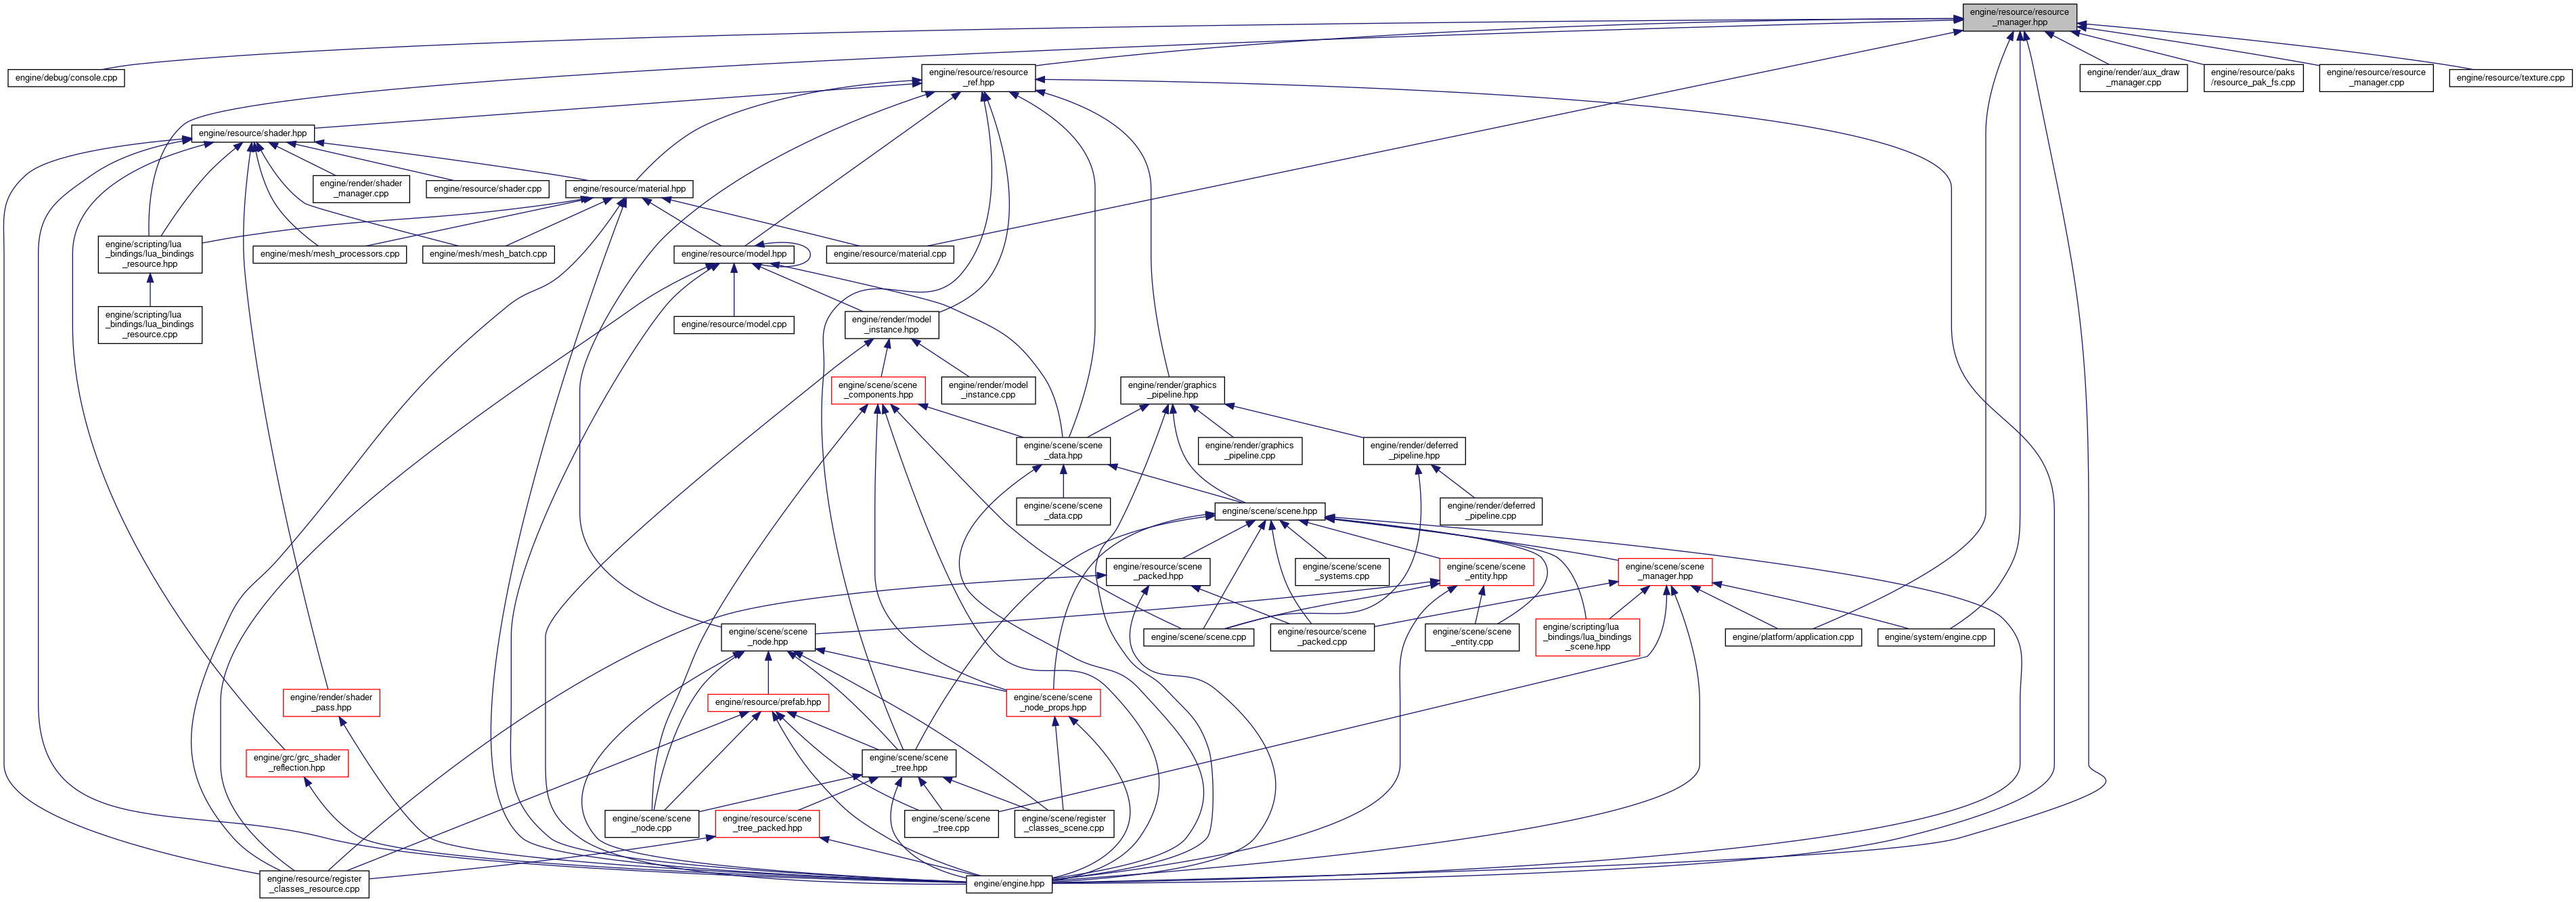 engine/resource/resource
_manager.hpp
engine/debug/console.cpp
engine/resource/resource
_ref.hpp
engine/render/aux_draw
_manager.cpp
engine/resource/paks
/resource_pak_fs.cpp
engine/resource/resource
_manager.cpp
engine/resource/texture.cpp
engine/resource/shader.hpp
engine/render/shader
_manager.cpp
engine/resource/shader.cpp
engine/resource/material.hpp
engine/scripting/lua
_bindings/lua_bindings
_resource.hpp
engine/mesh/mesh_processors.cpp
engine/mesh/mesh_batch.cpp
engine/resource/model.hpp
engine/resource/material.cpp
engine/scripting/lua
_bindings/lua_bindings
_resource.cpp
engine/resource/model.cpp
engine/render/model
_instance.hpp
engine/scene/scene
_components.hpp
engine/render/model
_instance.cpp
engine/render/graphics
_pipeline.hpp
engine/scene/scene
_data.hpp
engine/render/graphics
_pipeline.cpp
engine/render/deferred
_pipeline.hpp
engine/scene/scene
_data.cpp
engine/scene/scene.hpp
engine/render/deferred
_pipeline.cpp
engine/resource/scene
_packed.hpp
engine/scene/scene
_systems.cpp
engine/scene/scene
_entity.hpp
engine/scene/scene
_manager.hpp
engine/scene/scene
_node.hpp
engine/scene/scene.cpp
engine/resource/scene
_packed.cpp
engine/scene/scene
_entity.cpp
engine/scripting/lua
_bindings/lua_bindings
_scene.hpp
engine/platform/application.cpp
engine/system/engine.cpp
engine/render/shader
_pass.hpp
engine/resource/prefab.hpp
engine/scene/scene
_node_props.hpp
engine/grc/grc_shader
_reflection.hpp
engine/scene/scene
_tree.hpp
engine/scene/scene
_node.cpp
engine/resource/scene
_tree_packed.hpp
engine/scene/scene
_tree.cpp
engine/scene/register
_classes_scene.cpp
engine/resource/register
_classes_resource.cpp
engine/engine.hpp